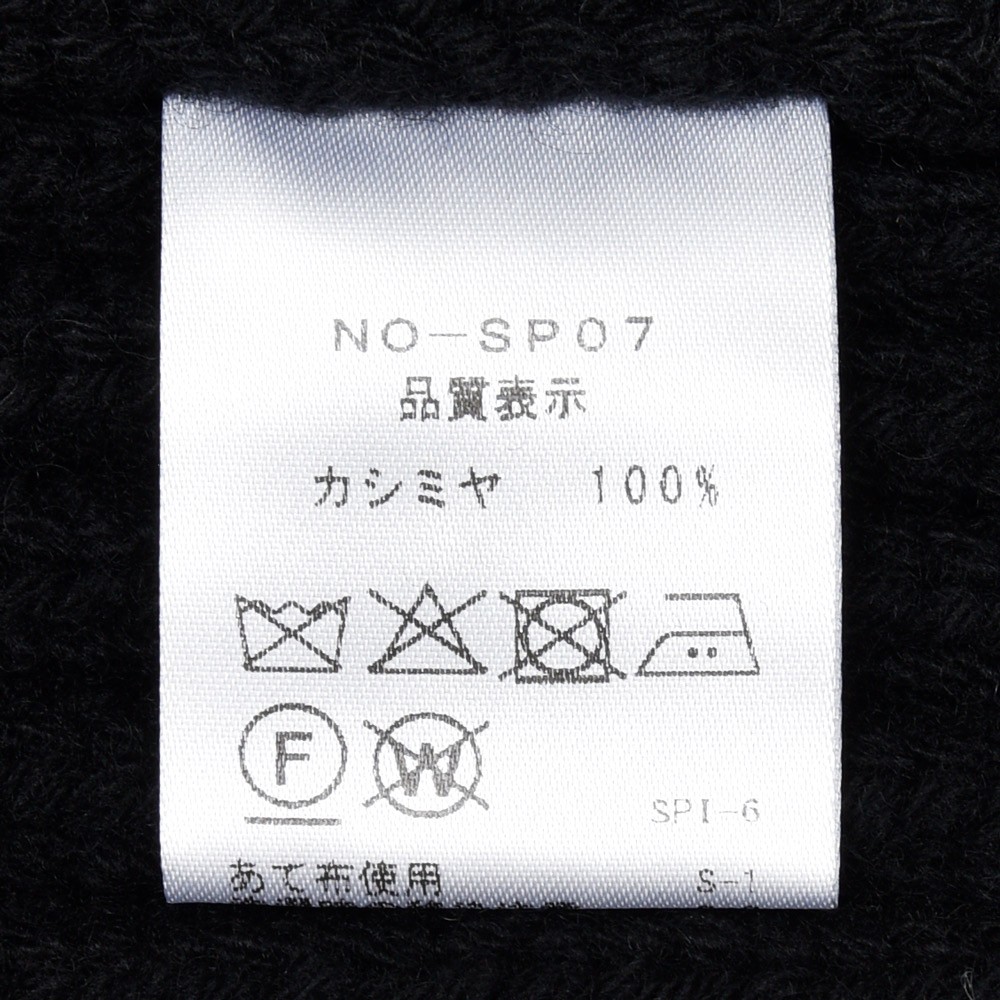 NO-SP07
品質表示
カシミヤ 100%
F W
SPI-6
あて布使用 S-1